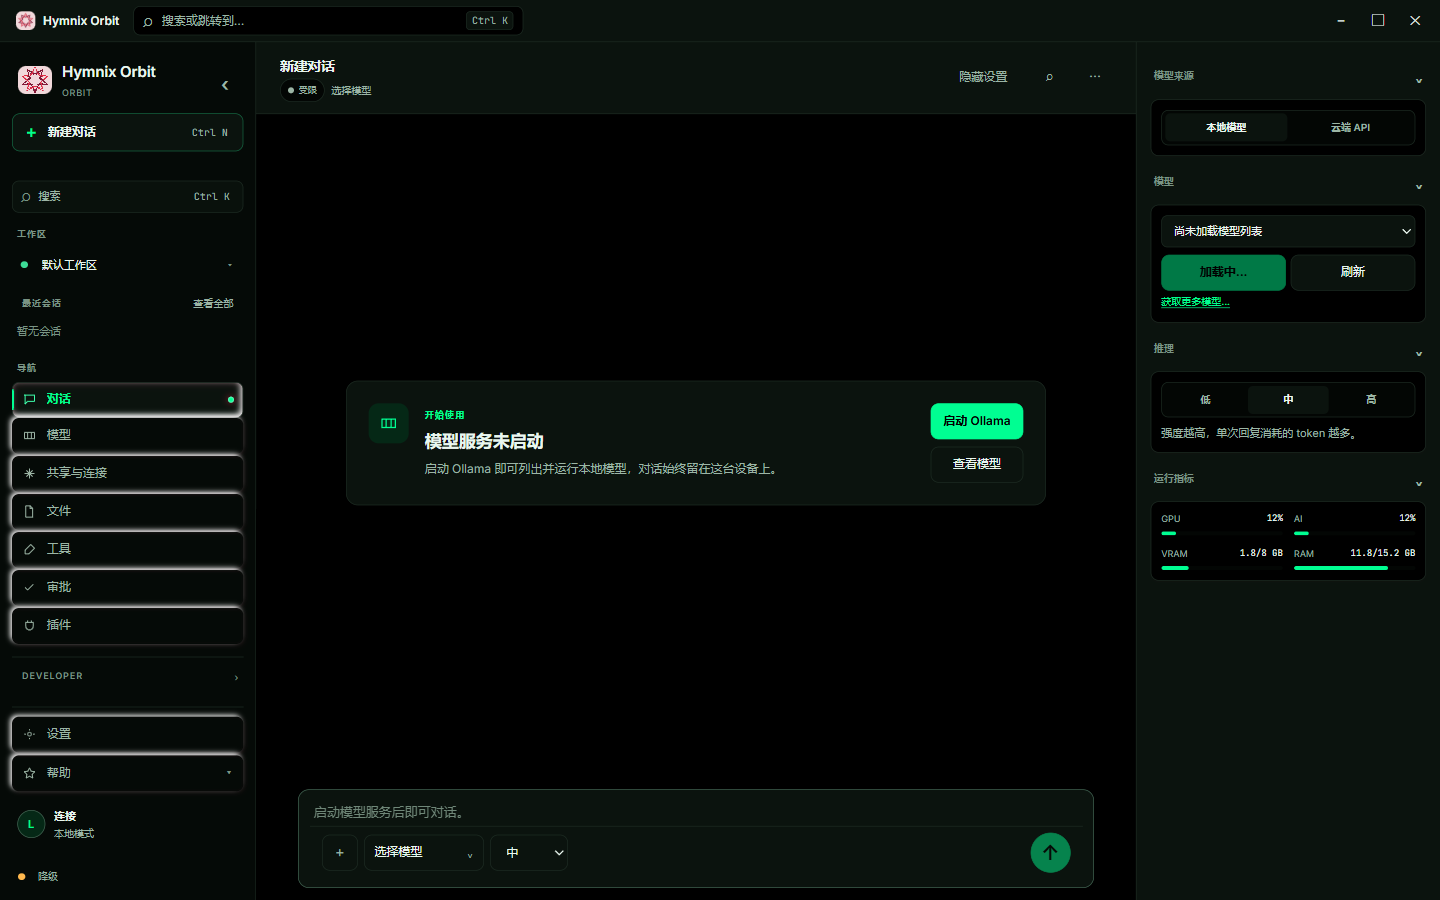 Hymnix Orbit
搜索或跳转到...
Ctrl K
Hymnix Orbit
ORBIT
+ 新建对话 Ctrl N
搜索 Ctrl K
工作区
默认工作区
最近会话 查看全部
暂无会话
导航
对话
模型
共享与连接
文件
工具
审批
插件
DEVELOPER
设置
帮助
L
连接
本地模式
降级
新建对话
受限 选择模型
隐藏设置
开始使用
模型服务未启动
启动 Ollama 即可列出并运行本地模型，对话始终留在这台设备上。
启动 Ollama
查看模型
启动模型服务后即可对话。
+ 选择模型 中
模型来源
本地模型 云端 API
模型
尚未加载模型列表
加载中... 刷新
获取更多模型...
推理
低 中 高
强度越高，单次回复消耗的 token 越多。
运行指标
GPU 12% AI 12%
VRAM 1.8/8 GB RAM 11.8/15.2 GB